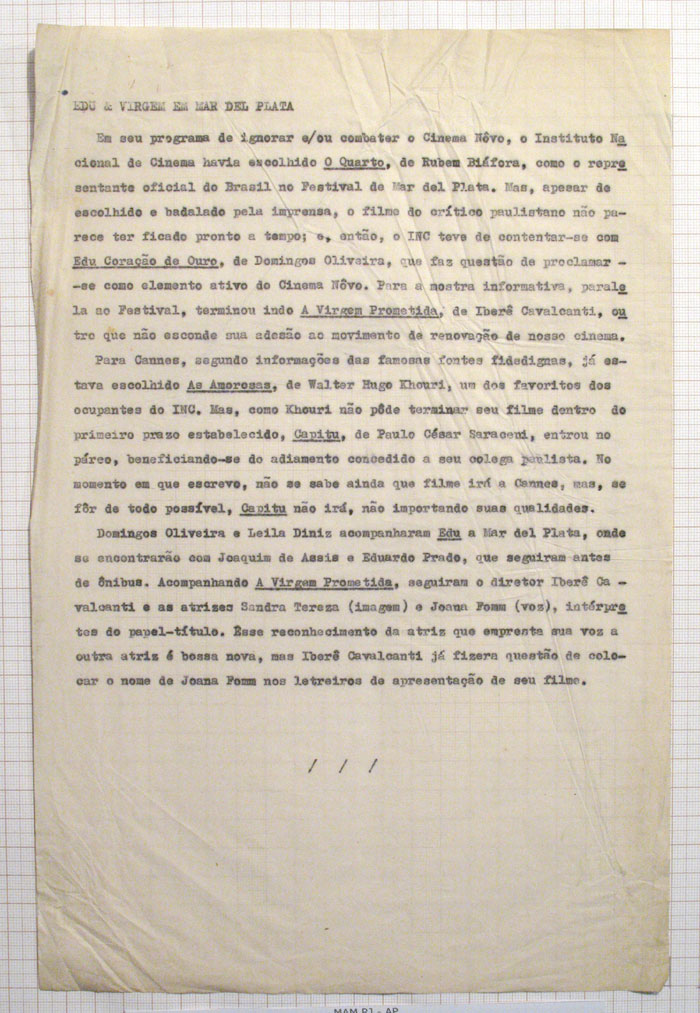 EDU & VIRGEM EM MAR DEL PLATA
Em seu programa de ignorar e/ou combater o Cinema Nôvo, o Instituto Na
cional de Cinema havia escolhido O Quarto, de Rubem Biáfora, como o repre
sentante oficial do Brasil no Festival de Mar del Plata. Mas, apesar de
escolhido e badalado pela imprensa, o filme do crítico paulistano não pa-
rece ter ficado pronto a tempo; e, então, o INC teve de contentar-se com
Edu Coração de Ouro, de Domingos Oliveira, que faz questão de proclamar -
-se como elemento ativo do Cinema Nôvo. Para a mostra informativa, parale
la ao Festival, terminou indo A Virgem Prometida, de Iberê Cavalcanti, ou
tro que não esconde sua adesão ao movimento de renovação de nosso cinema.
Para Cannes, segundo informações das famosas fontes fidedignas, já es-
tava escolhido As Amorosas, de Walter Hugo Khouri, um dos favoritos dos
ocupantes do INC. Mas, como Khouri não pôde terminar seu filme dentro do
primeiro prazo estabelecido, Capitu, de Paulo César Saraceni, entrou no
páreo, beneficiando-se do adiamento concedido a seu colega paulista. No
momento em que escrevo, não se sabe ainda que filme irá a Cannes, mas, se
fôr de todo possível, Capitu não irá, não importando suas qualidades.
Domingos Oliveira e Leila Diniz acompanharam Edu a Mar del Plata, onde
se encontrarão com Joaquim de Assis e Eduardo Prado, que seguiram antes
de ônibus. Acompanhando A Virgem Prometida, seguiram o diretor Iberê Ca -
valcanti e as atrizes Sandra Tereza (imagem) e Joana Fomm (voz), intérpre
tes do papel-título. Êsse reconhecimento da atriz que empresta sua voz a
outra atriz é bossa nova, mas Iberê Cavalcanti já fizera questão de colo-
car o nome de Joana Fomm nos letreiros de apresentação de seu filme.
/ / /
MAM RJ - AP